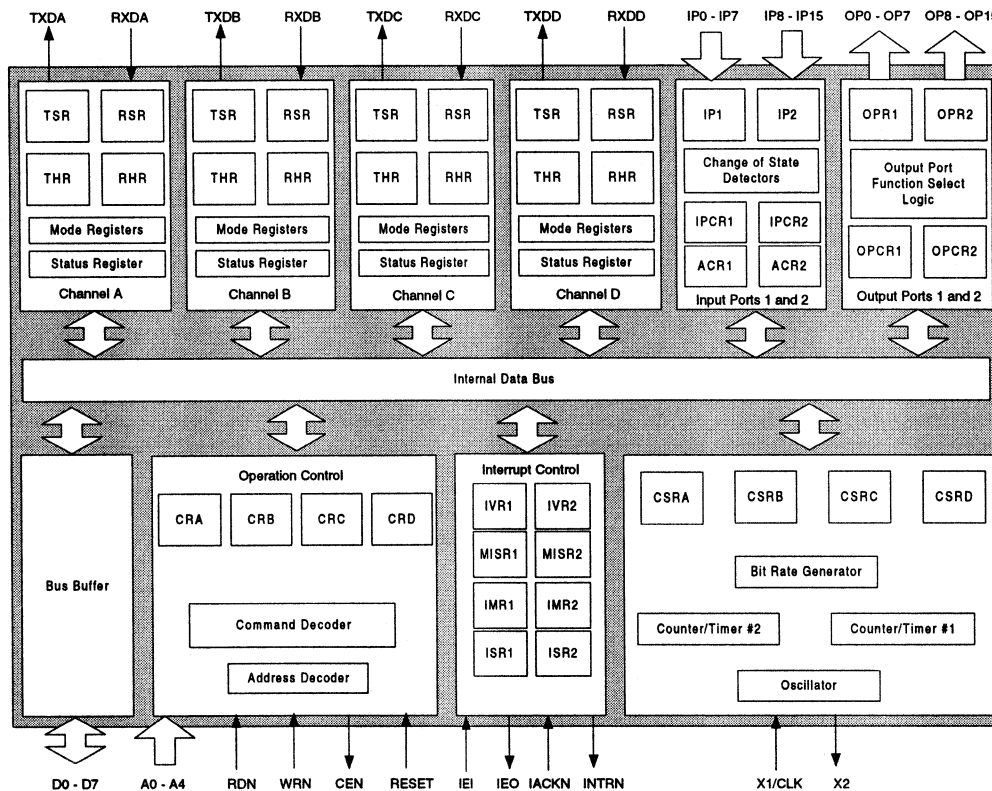 TXDA RXDA TXDB RXDB TXDC RXDC TXDD RXDD IP0 - IP7 IP8 - IP15 OP0 - OP7 OP8 - OP15
TSR RSR TSR RSR TSR RSR TSR RSR IP1 IP2 OPR1 OPR2
THR RHR THR RHR THR RHR THR RHR
Change of State
Detectors
Output Port
Function Select
Logic
Mode Registers Mode Registers Mode Registers Mode Registers
IPCR1 IPCR2
Status Register Status Register Status Register Status Register
ACR1 ACR2
OPCR1 OPCR2
Channel A Channel B Channel C Channel D Input Ports 1 and 2 Output Ports 1 and 2
Internal Data Bus
Bus Buffer
Operation Control
CRA CRB CRC CRD
Command Decoder
Address Decoder
Interrupt Control
IVR1 IVR2
MISR1 MISR2
IMR1 IMR2
ISR1 ISR2
CSRA CSRB CSRC CSRD
Bit Rate Generator
Counter/Timer #2 Counter/Timer #1
Oscillator
D0 - D7 A0 - A4 RDN WRN CEN RESET IEI IEO IACKN INTRN X1/CLK X2